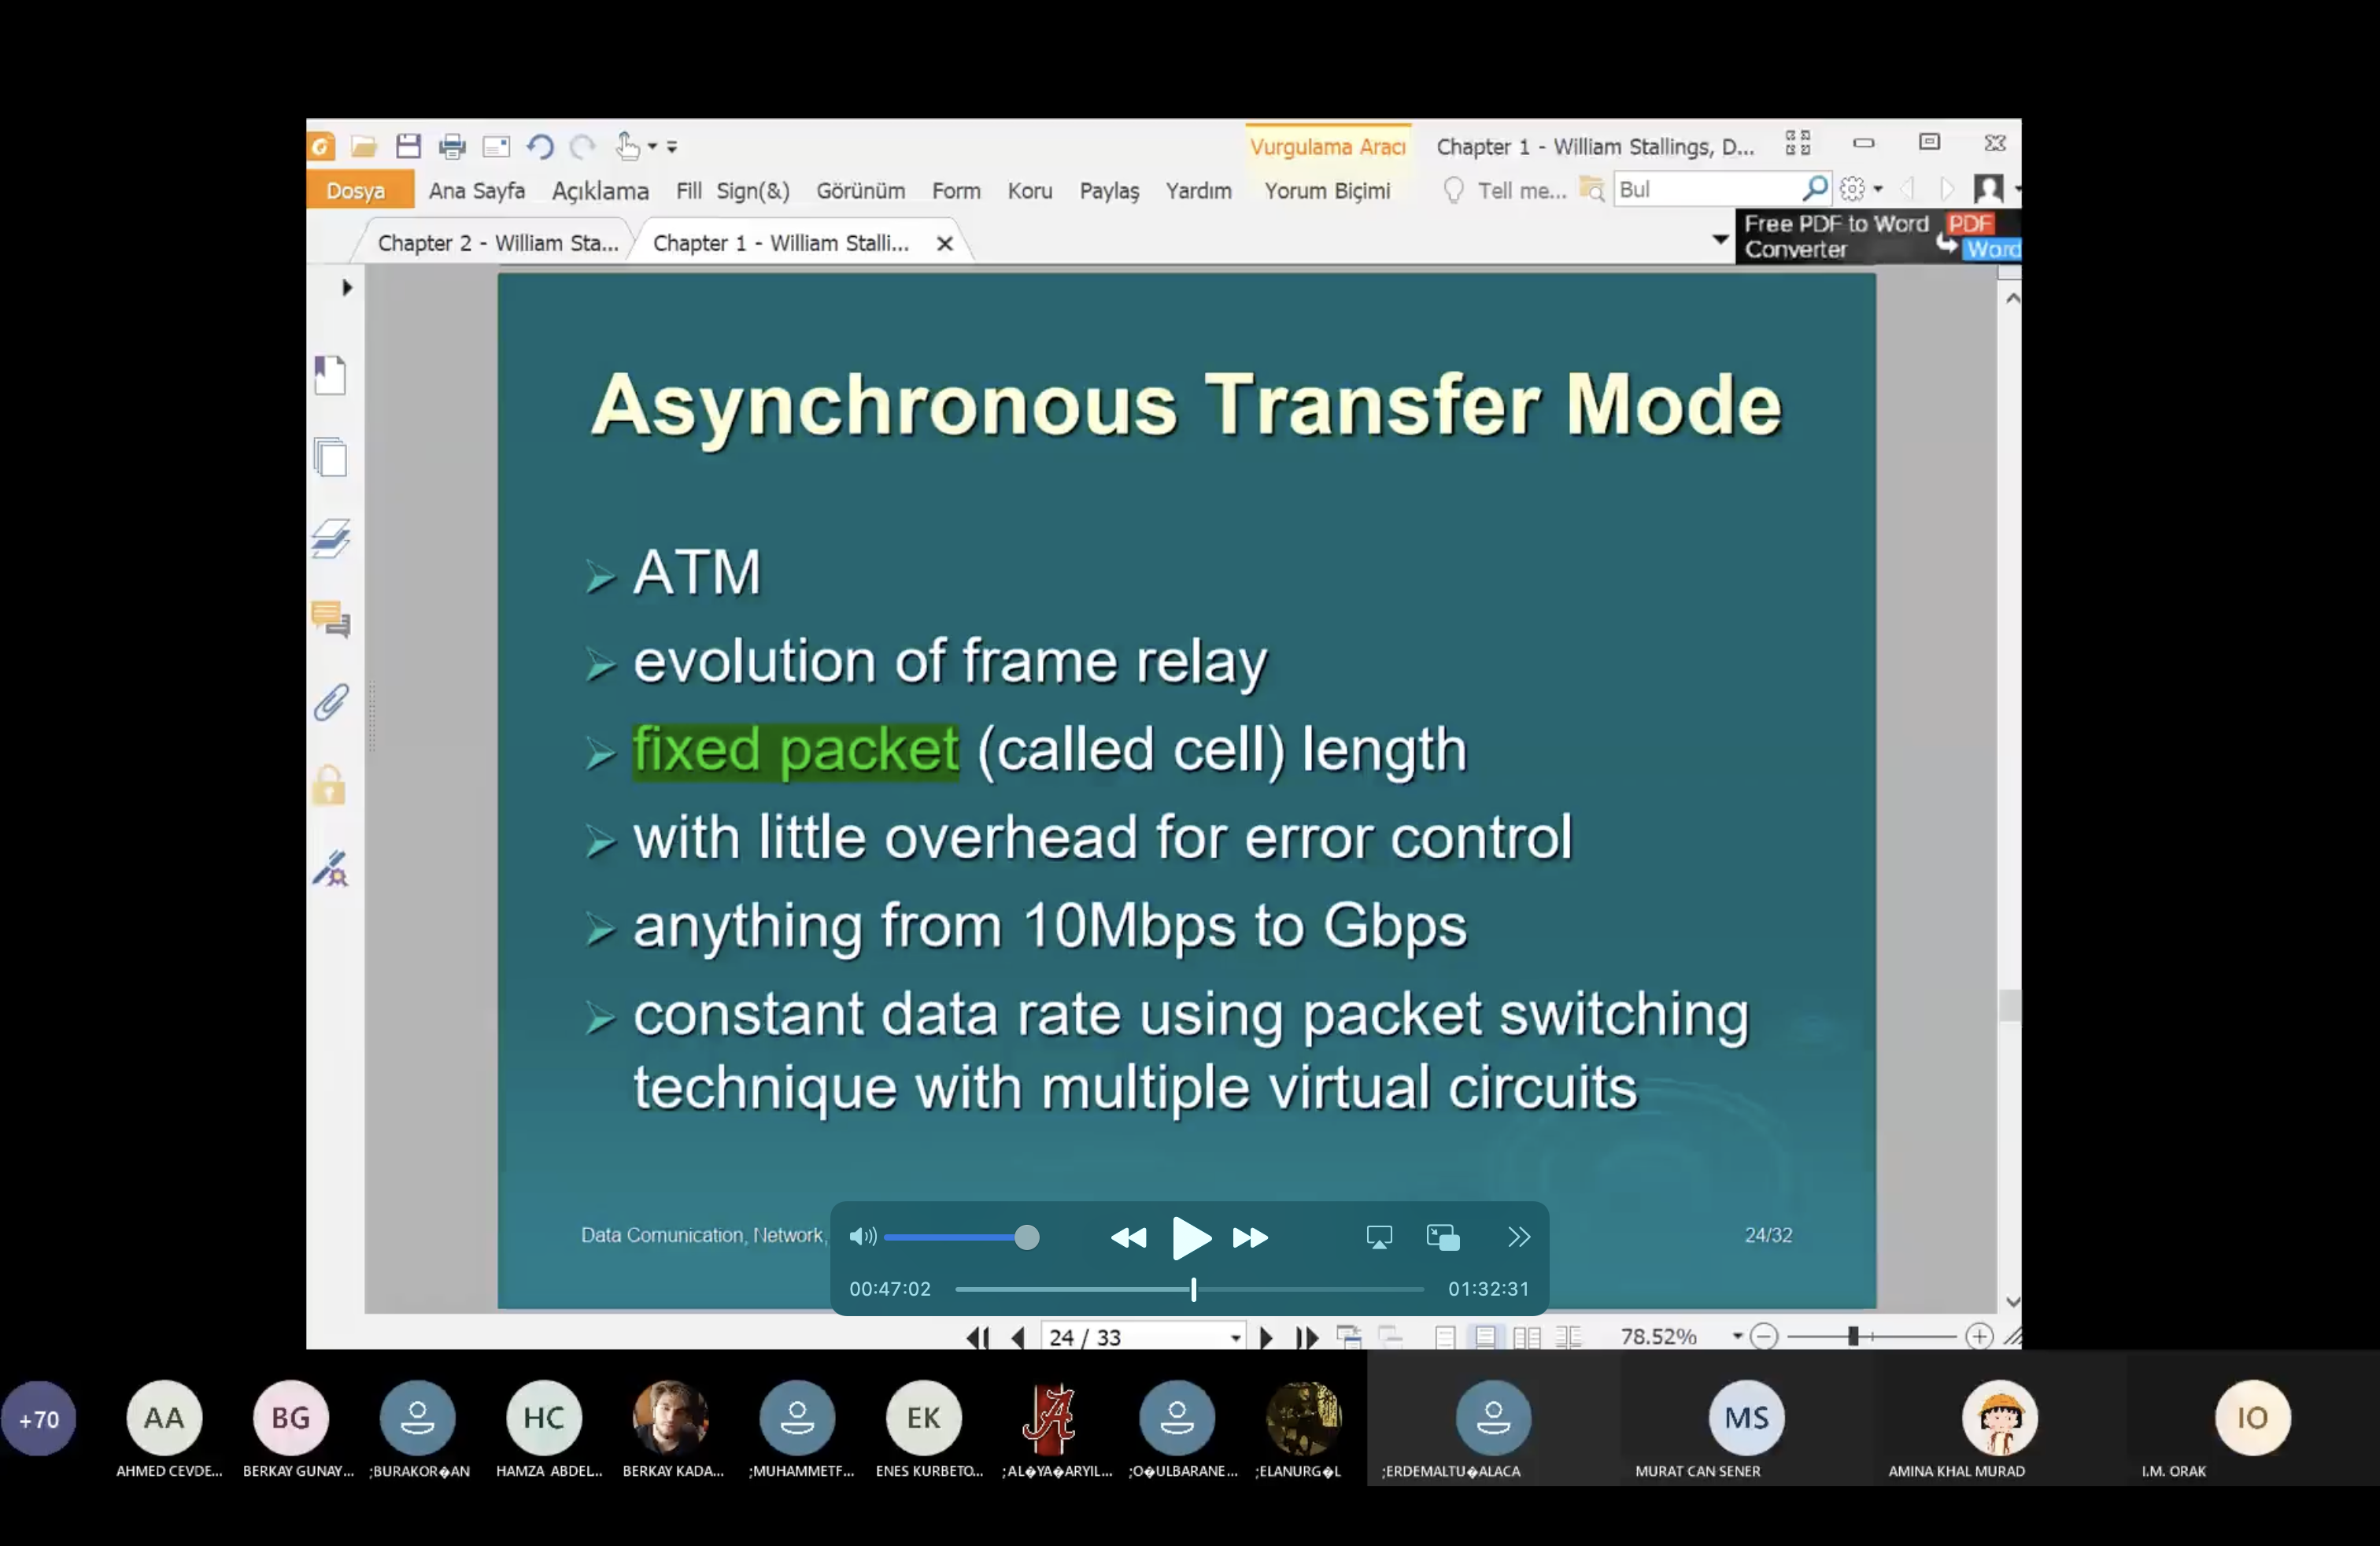 Vurgulama Aracı
Chapter 1 - William Stallings, D...
Dosya
Ana Sayfa
Açıklama
Fill
Sign(&)
Görünüm
Form
Koru
Paylaş
Yardım
Yorum Biçimi
Tell me...
Bul
Chapter 2 - William Sta...
Chapter 1 - William Stalli...
Free PDF to Word
Converter
PDF
Word
Asynchronous Transfer Mode
ATM
evolution of frame relay
fixed packet (called cell) length
with little overhead for error control
anything from 10Mbps to Gbps
constant data rate using packet switching
technique with multiple virtual circuits
Data Comunication, Network,
24/32
00:47:02
01:32:31
24 / 33
78.52%
+70
AA
BG
HC
EK
MS
IO
AHMED CEVDE...
BERKAY GUNAY...
;BURAKOR�AN
HAMZA ABDEL...
BERKAY KADA...
;MUHAMMETF...
ENES KURBETO...
;AL�YA�ARYIL...
;O�ULBARANE...
;ELANURG�L
;ERDEMALTU�ALACA
MURAT CAN SENER
AMINA KHAL MURAD
I.M. ORAK